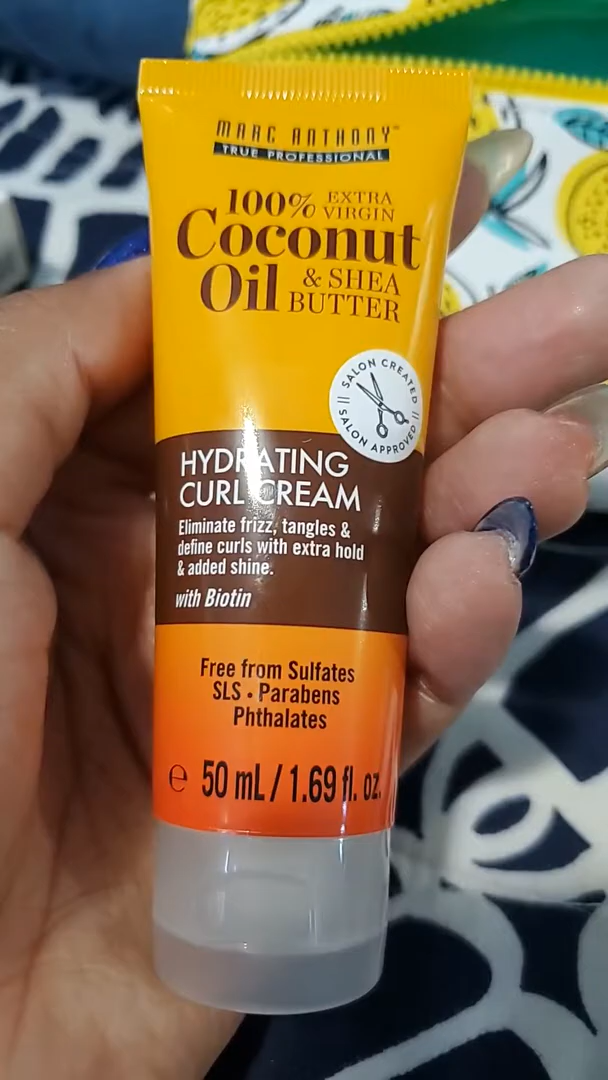 MARC ANTHONY™
TRUE PROFESSIONAL
100% EXTRA VIRGIN
Coconut
Oil & SHEA BUTTER
SALON CREATED
SALON APPROVED
HYDRATING
CURL CREAM
Eliminate frizz, tangles &
define curls with extra hold
& added shine.
with Biotin
Free from Sulfates
SLS • Parabens
Phthalates
e 50 mL / 1.69 fl. oz.